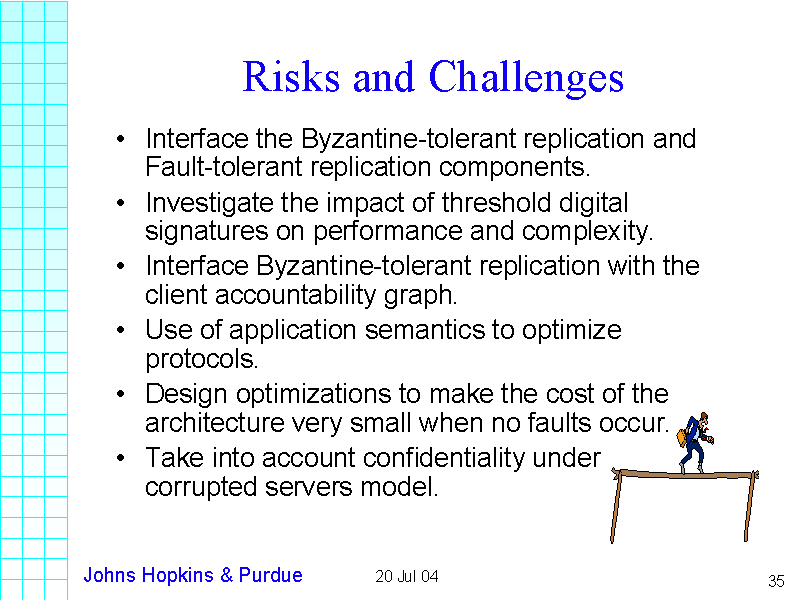 Risks and Challenges
• Interface the Byzantine-tolerant replication and
Fault-tolerant replication components.
• Investigate the impact of threshold digital
signatures on performance and complexity.
• Interface Byzantine-tolerant replication with the
client accountability graph.
• Use of application semantics to optimize
protocols.
• Design optimizations to make the cost of the
architecture very small when no faults occur.
• Take into account confidentiality under
corrupted servers model.
Johns Hopkins & Purdue
20 Jul 04
35